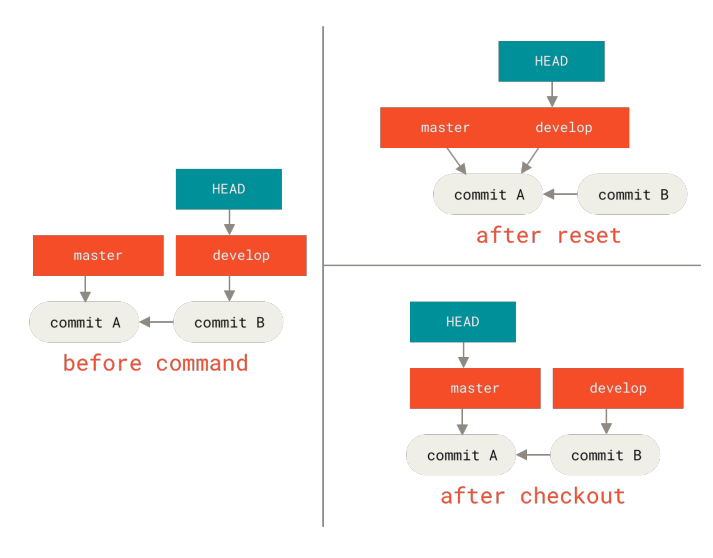 HEAD
master develop
commit A commit B
before command
HEAD
master develop
commit A commit B
after reset
HEAD
master develop
commit A commit B
after checkout